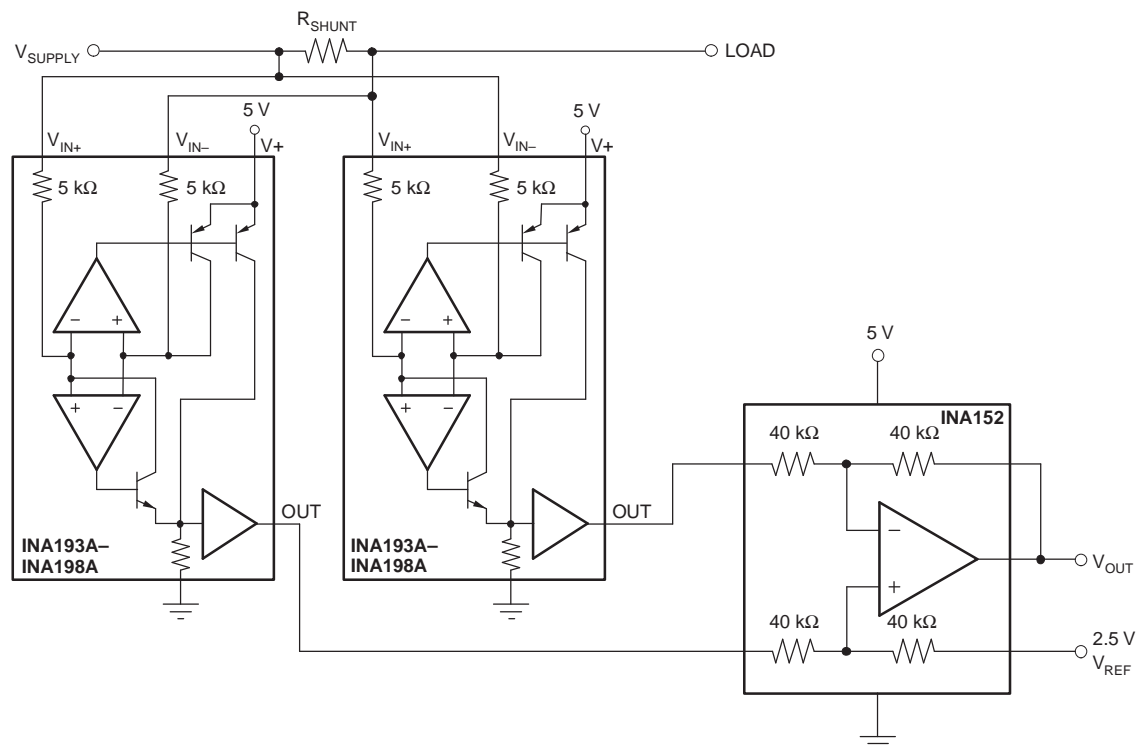 R_SHUNT
V_SUPPLY
LOAD
5 V
5 V
V_IN+
V_IN–
V+
V_IN+
V_IN–
V+
5 kΩ
5 kΩ
5 kΩ
5 kΩ
– +
– +
5 V
+ –
+ –
INA152
40 kΩ
40 kΩ
OUT
OUT
–
INA193A–
INA198A
INA193A–
INA198A
V_OUT
+
40 kΩ
40 kΩ
2.5 V
V_REF